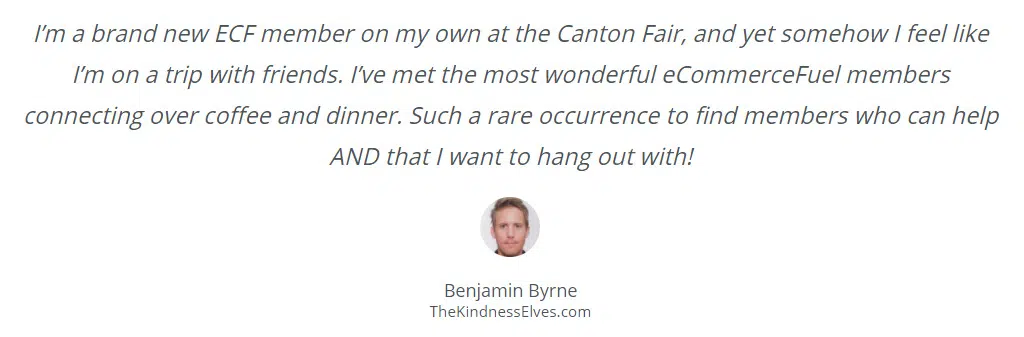 I’m a brand new ECF member on my own at the Canton Fair, and yet somehow I feel like
I’m on a trip with friends. I’ve met the most wonderful eCommerceFuel members
connecting over coffee and dinner. Such a rare occurrence to find members who can help
AND that I want to hang out with!
Benjamin Byrne
TheKindnessElves.com